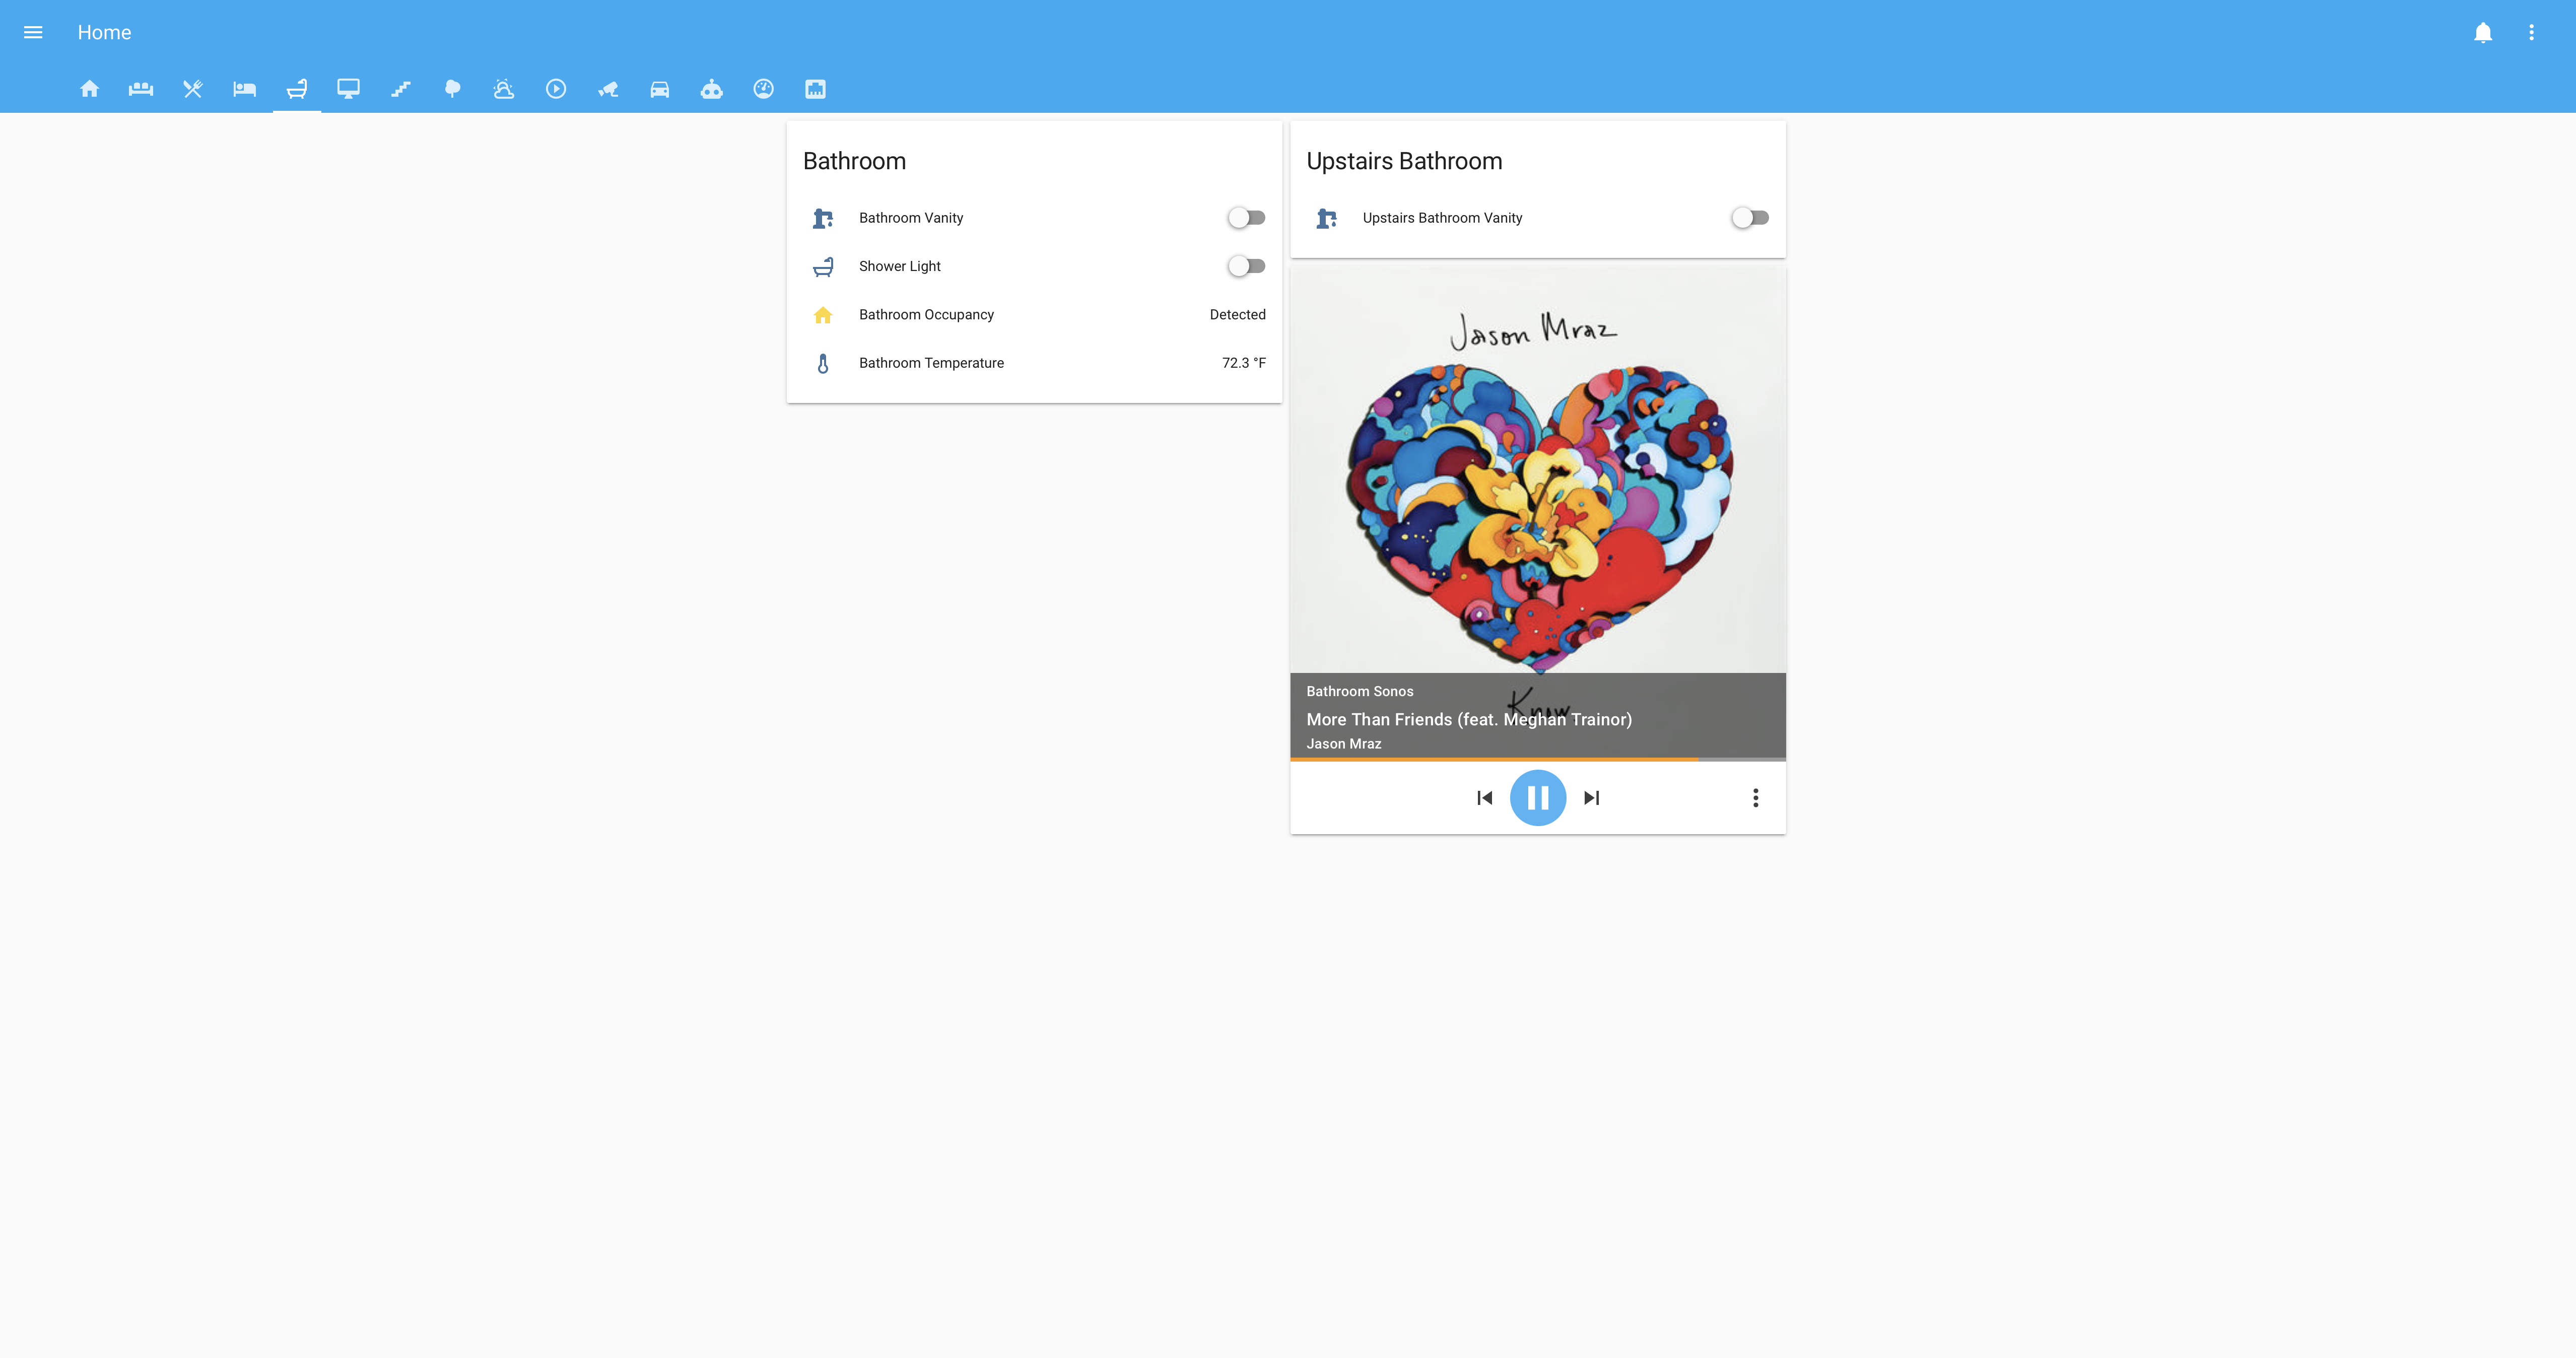 Home
Bathroom
Bathroom Vanity
Shower Light
Bathroom Occupancy Detected
Bathroom Temperature 72.3 °F
Upstairs Bathroom
Upstairs Bathroom Vanity
Jason Mraz
Know.
Bathroom Sonos
More Than Friends (feat. Meghan Trainor)
Jason Mraz